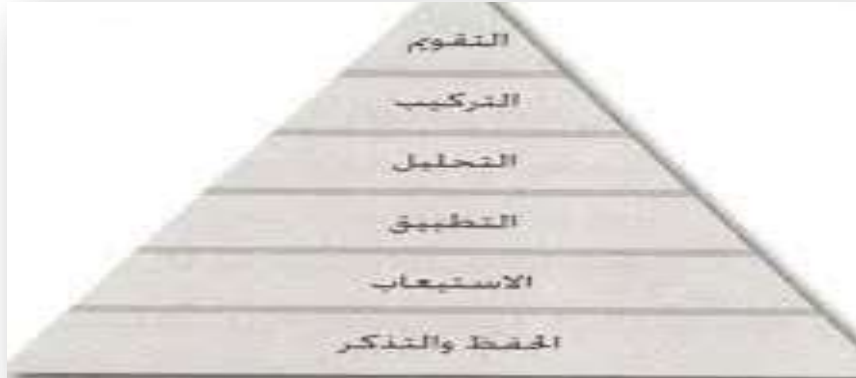 التقويم
التركيب
التحليل
التطبيق
الاستيعاب
الحفظ والتذكر